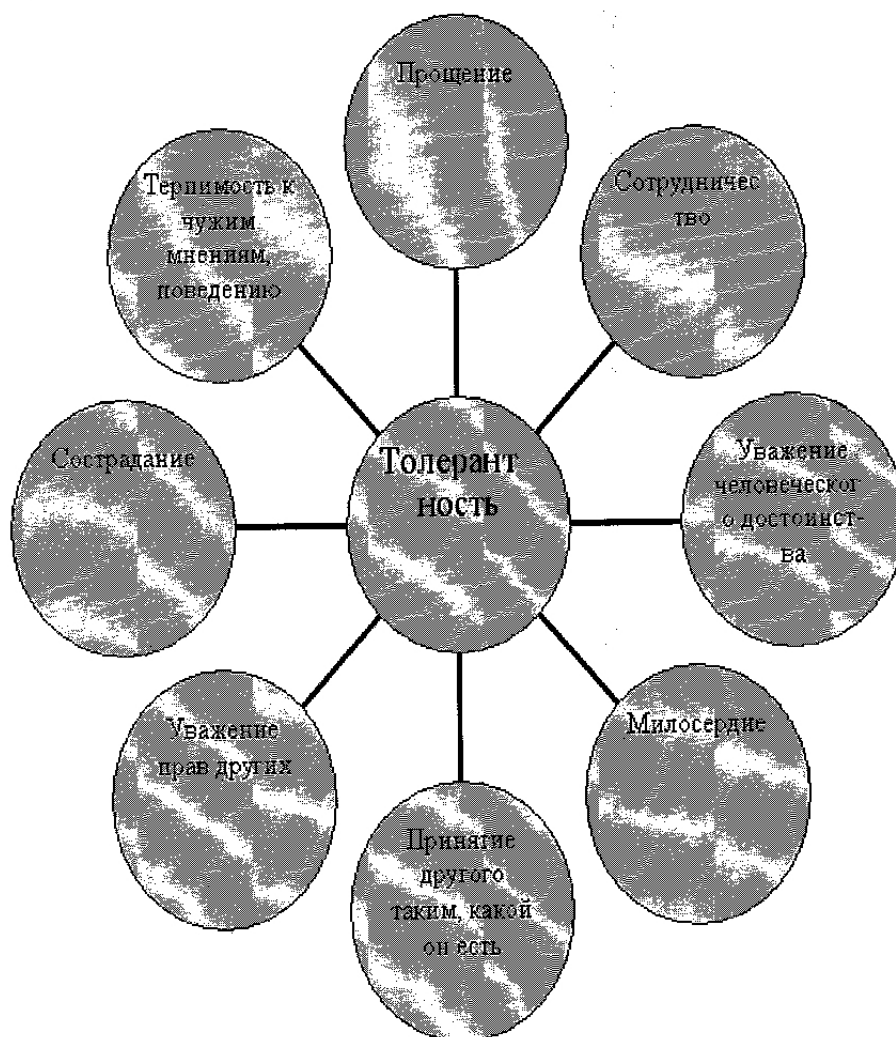 Прощение
Терпимость к
чужим
мнениям,
поведению
Сотрудничес
тво
Сострадание
Толерант
ность
Уважение
человеческог
о достоинст-
ва
Уважение
прав других
Милосердие
Принятие
другого
таким, какой
он есть